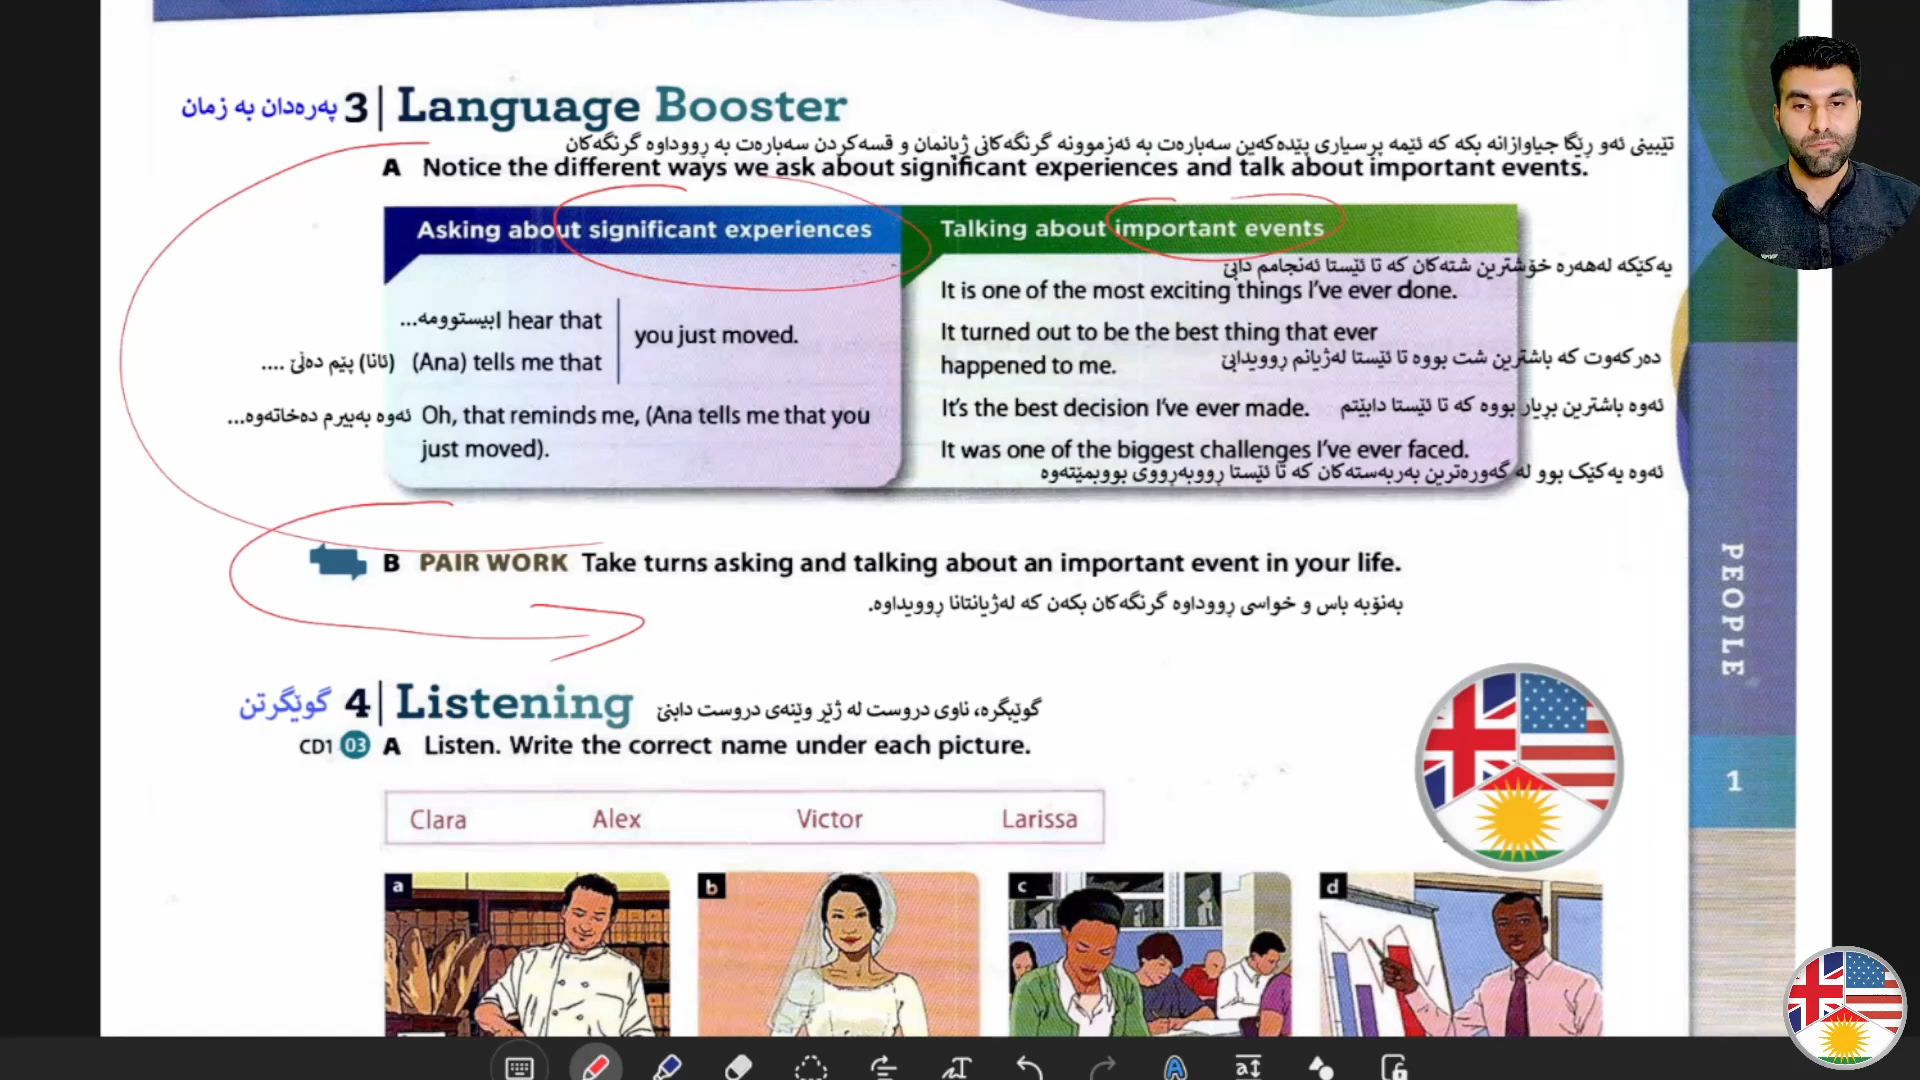 3 | Language Booster پەرەدان بە زمان
تێبینی ئەو رێگا جیاوازانە بکە کە ئێمە پرسیاری پێدەکەین سەبارەت بە ئەزموونە گرنگەکانی ژیانمان و قسەکردن سەبارەت بە ڕووداوە گرنگەکان
A Notice the different ways we ask about significant experiences and talk about important events.
Asking about significant experiences
I hear that بیستوومە...
(Ana) tells me that (ئانا) پێم دەڵێ ....
you just moved.
Oh, that reminds me, (Ana tells me that you ئەوە بەبیرم دەخاتەوە...
just moved).
Talking about important events
یەکێکە لەهەرە خۆشترین شتەکان کە تا ئێستا ئەنجامم دابێ
It is one of the most exciting things I've ever done.
It turned out to be the best thing that ever
happened to me. دەرکەوت کە باشترین شت بووە تا ئێستا لەژیانم ڕوویدابێ
It's the best decision I've ever made. ئەوە باشترین بڕیار بووە کە تا ئێستا دابێتم
It was one of the biggest challenges I've ever faced.
ئەوە یەکێک بوو لە گەورەترین بەربەستەکان کە تا ئێستا ڕووبەڕووی بووبمێتەوە
B PAIR WORK Take turns asking and talking about an important event in your life.
بەنۆبە باس و خواسی ڕووداوە گرنگەکان بکەن کە لەژیانتانا ڕوویداوە.
4 | Listening گوێگرتن
گوێبگرە، ناوی دروست لە ژێر وێنەی دروست دابنێ
CD1 03 A Listen. Write the correct name under each picture.
Clara Alex Victor Larissa
a b c d
PEOPLE
1